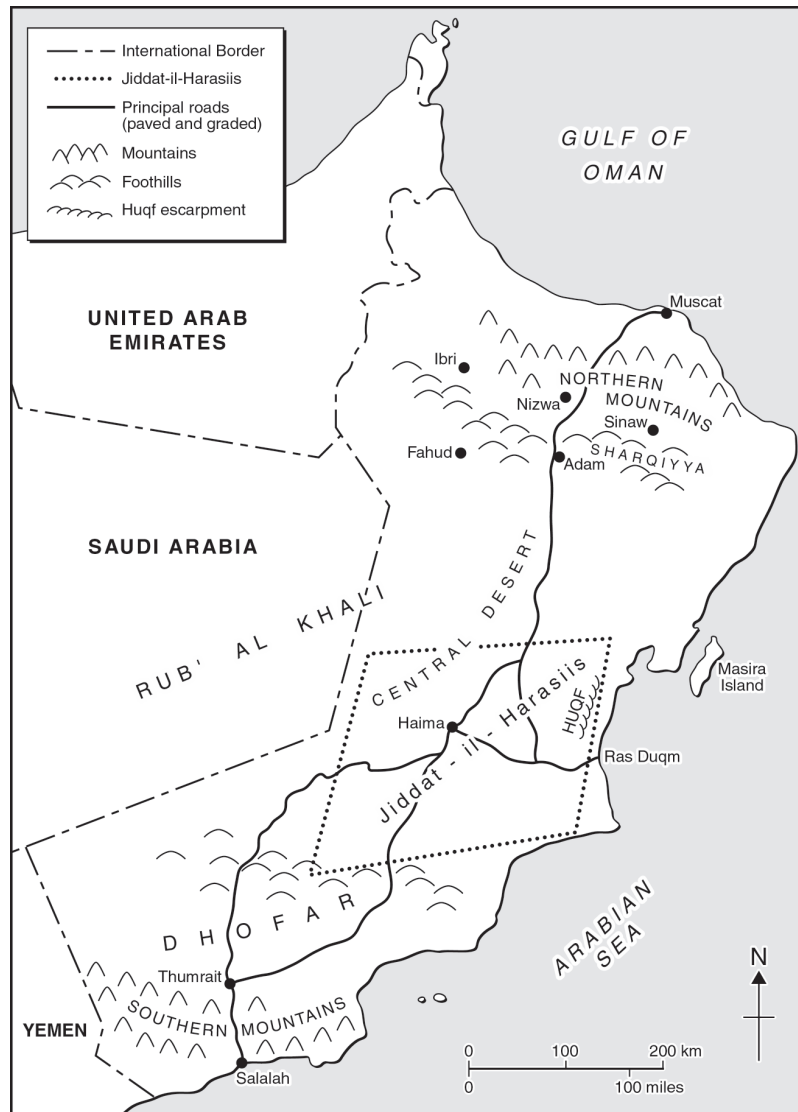 International Border
Jiddat-il-Harasiis
Principal roads
(paved and graded)
Mountains
Foothills
Huqf escarpment
GULF OF
OMAN
UNITED ARAB
EMIRATES
Muscat
Ibri
NORTHERN
MOUNTAINS
Nizwa
Sinaw
Fahud
Adam
SHARQIYYA
SAUDI ARABIA
CENTRAL DESERT
RUB' AL KHALI
Masira
Island
HUQF
Haima
Jiddat - il - Harasiis
Ras Duqm
DHOFAR
ARABIAN
SEA
N
Thumrait
SOUTHERN MOUNTAINS
YEMEN
Salalah
0 100 200 km
0 100 miles